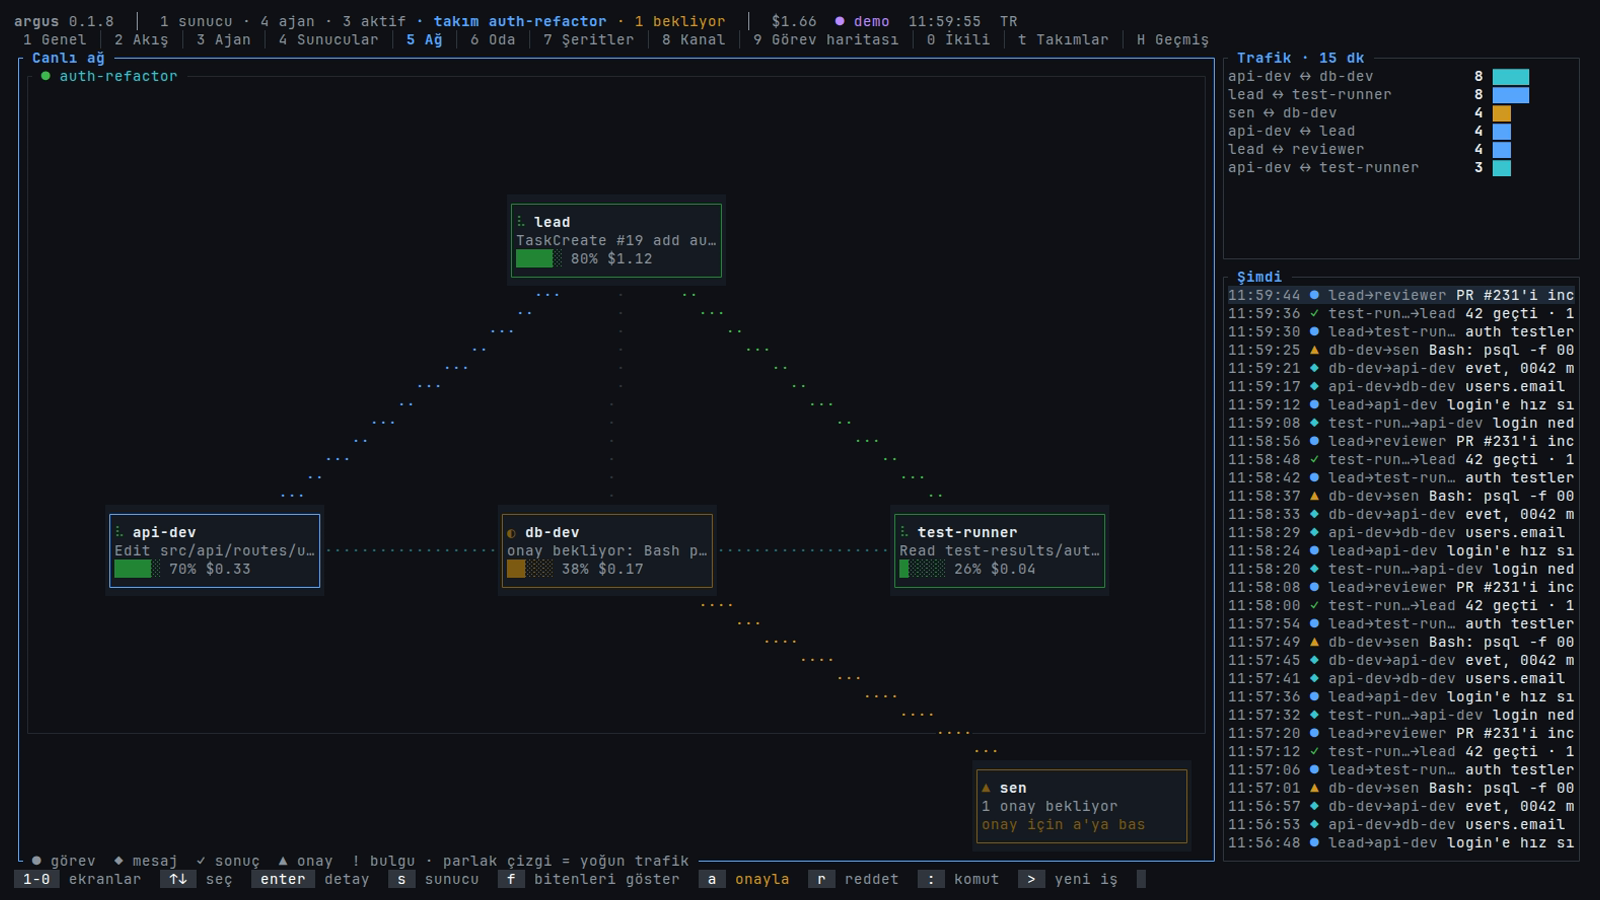 argus 0.1.8 │ 1 sunucu · 4 ajan · 3 aktif · takım auth-refactor · 1 bekliyor │ $1.66 ● demo 11:59:55 TR
1 Genel │ 2 Akış │ 3 Ajan │ 4 Sunucular │ 5 Ağ │ 6 Oda │ 7 Şeritler │ 8 Kanal │ 9 Görev haritası │ 0 İkili │ t Takımlar │ H Geçmiş
Canlı ağ
● auth-refactor
lead
TaskCreate #19 add au…
80% $1.12
api-dev
Edit src/api/routes/u…
70% $0.33
◐ db-dev
onay bekliyor: Bash p…
38% $0.17
test-runner
Read test-results/aut…
26% $0.04
▲ sen
1 onay bekliyor
onay için a'ya bas
● görev ◆ mesaj ✓ sonuç ▲ onay ! bulgu · parlak çizgi = yoğun trafik
Trafik · 15 dk
api-dev ↔ db-dev 8
lead ↔ test-runner 8
sen ↔ db-dev 4
api-dev ↔ lead 4
lead ↔ reviewer 4
api-dev ↔ test-runner 3
Şimdi
11:59:44 ● lead→reviewer PR #231'i inc
11:59:36 ✓ test-run…→lead 42 geçti · 1
11:59:30 ● lead→test-run… auth testler
11:59:25 ▲ db-dev→sen Bash: psql -f 00
11:59:21 ◆ db-dev→api-dev evet, 0042 m
11:59:17 ◆ api-dev→db-dev users.email
11:59:12 ● lead→api-dev login'e hız sı
11:59:08 ◆ test-run…→api-dev login ned
11:58:56 ● lead→reviewer PR #231'i inc
11:58:48 ✓ test-run…→lead 42 geçti · 1
11:58:42 ● lead→test-run… auth testler
11:58:37 ▲ db-dev→sen Bash: psql -f 00
11:58:33 ◆ db-dev→api-dev evet, 0042 m
11:58:29 ◆ api-dev→db-dev users.email
11:58:24 ● lead→api-dev login'e hız sı
11:58:20 ◆ test-run…→api-dev login ned
11:58:08 ● lead→reviewer PR #231'i inc
11:58:00 ✓ test-run…→lead 42 geçti · 1
11:57:54 ● lead→test-run… auth testler
11:57:49 ▲ db-dev→sen Bash: psql -f 00
11:57:45 ◆ db-dev→api-dev evet, 0042 m
11:57:41 ◆ api-dev→db-dev users.email
11:57:36 ● lead→api-dev login'e hız sı
11:57:32 ◆ test-run…→api-dev login ned
11:57:20 ● lead→reviewer PR #231'i inc
11:57:12 ✓ test-run…→lead 42 geçti · 1
11:57:06 ● lead→test-run… auth testler
11:57:01 ▲ db-dev→sen Bash: psql -f 00
11:56:57 ◆ db-dev→api-dev evet, 0042 m
11:56:53 ◆ api-dev→db-dev users.email
11:56:48 ● lead→api-dev login'e hız sı
1-0 ekranlar ↑↓ seç enter detay s sunucu f bitenleri göster a onayla r reddet : komut > yeni iş